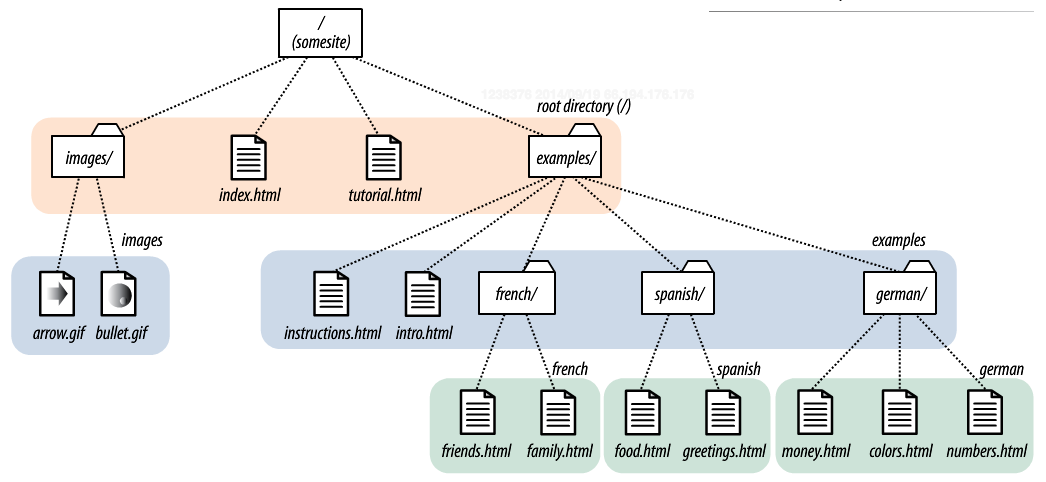 /
(somesite)
root directory (/)
images/
index.html
tutorial.html
examples/
images
examples
arrow.gif
bullet.gif
instructions.html
intro.html
french/
spanish/
german/
french
spanish
german
friends.html
family.html
food.html
greetings.html
money.html
colors.html
numbers.html